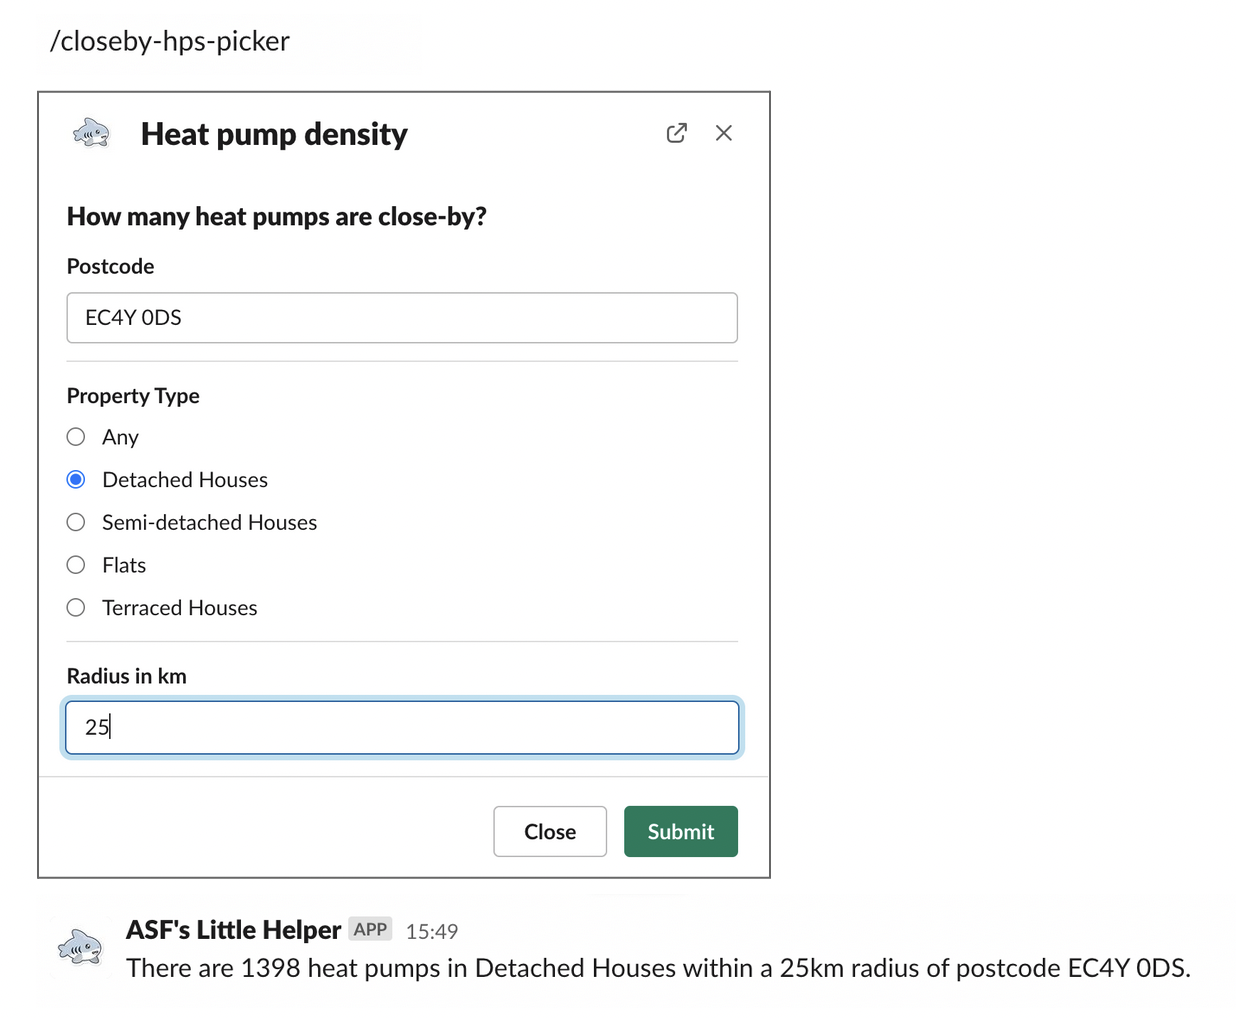 /closeby-hps-picker
Heat pump density
How many heat pumps are close-by?
Postcode
EC4Y 0DS
Property Type
Any
Detached Houses
Semi-detached Houses
Flats
Terraced Houses
Radius in km
25
Close Submit
ASF's Little Helper APP 15:49
There are 1398 heat pumps in Detached Houses within a 25km radius of postcode EC4Y 0DS.